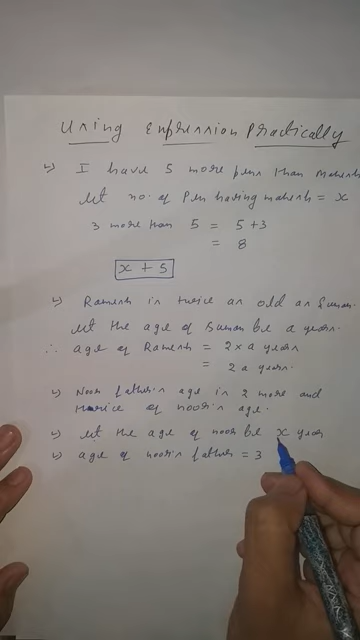 Using Expression Practically
I have 5 more pens than Mahesh
Let no. of Pen having mahesh = x
3 more than 5 = 5 + 3
= 8
x + 5
Ramesh is twice as old as Suman.
Let the age of Suman be a years.
∴ age of Ramesh = 2 x a years
= 2 a years.
Noor father's age is 2 more and
thrice of noor's age.
Let the age of noor be x years
age of noor's father = 3